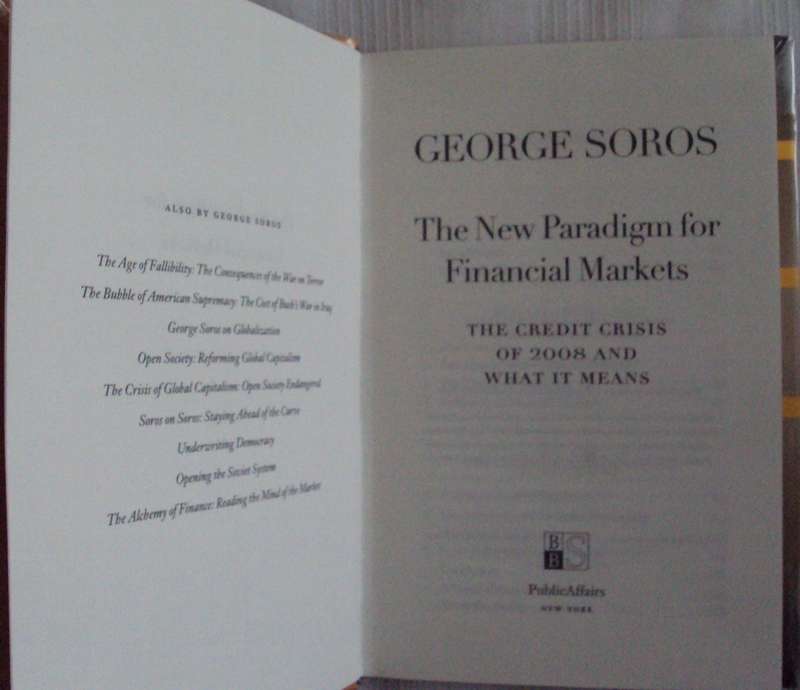 ALSO BY GEORGE SOROS
The Age of Fallibility: The Consequences of the War on Terror
The Bubble of American Supremacy: The Cost of Bush's War in Iraq
George Soros on Globalization
Open Society: Reforming Global Capitalism
The Crisis of Global Capitalism: Open Society Endangered
Soros on Soros: Staying Ahead of the Curve
Underwriting Democracy
Opening the Soviet System
The Alchemy of Finance: Reading the Mind of the Market
GEORGE SOROS
The New Paradigm for
Financial Markets
THE CREDIT CRISIS
OF 2008 AND
WHAT IT MEANS
B S
B
PublicAffairs
NEW YORK